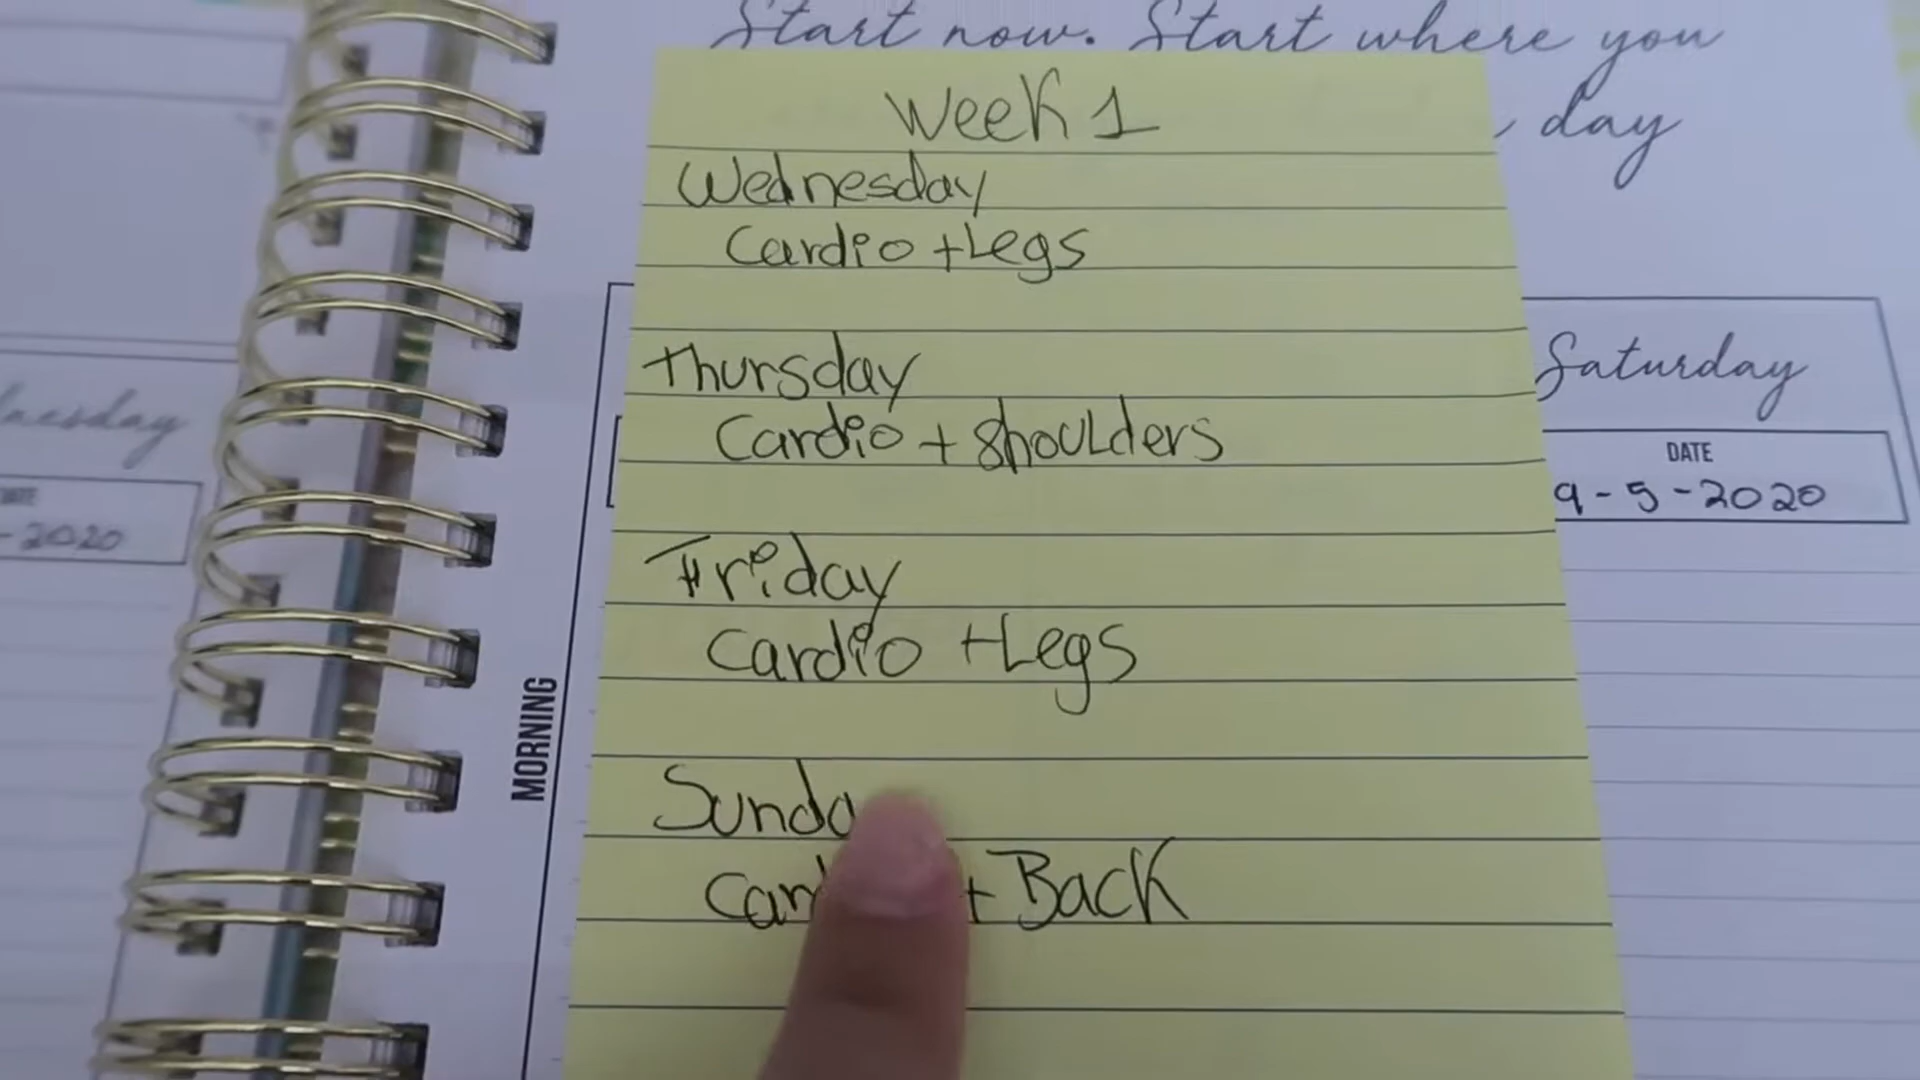 Start now. Start where you
day
Week 1
Wednesday
Cardio + Legs
Thursday
Cardio + Shoulders
Friday
Cardio + Legs
Sunda
Car + Back
MORNING
Saturday
DATE
9-5-2020
-2020